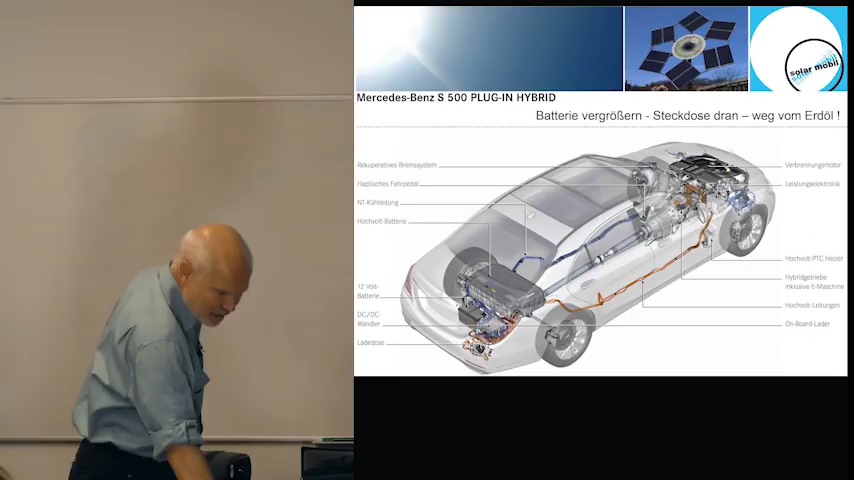 solar mobil
solar mobil
Mercedes-Benz S 500 PLUG-IN HYBRID
Batterie vergrößern - Steckdose dran – weg vom Erdöl !
Rekuperatives Bremssystem
Haptisches Fahrpedal
NT-Kühlleitung
Hochvolt-Batterie
12 Volt-
Batterie
DC/DC-
Wandler
Ladedose
Verbrennungsmotor
Leistungselektronik
Hochvolt-PTC Heizer
Hybridgetriebe
inklusive E-Maschine
Hochvolt-Leitungen
On-Board-Lader